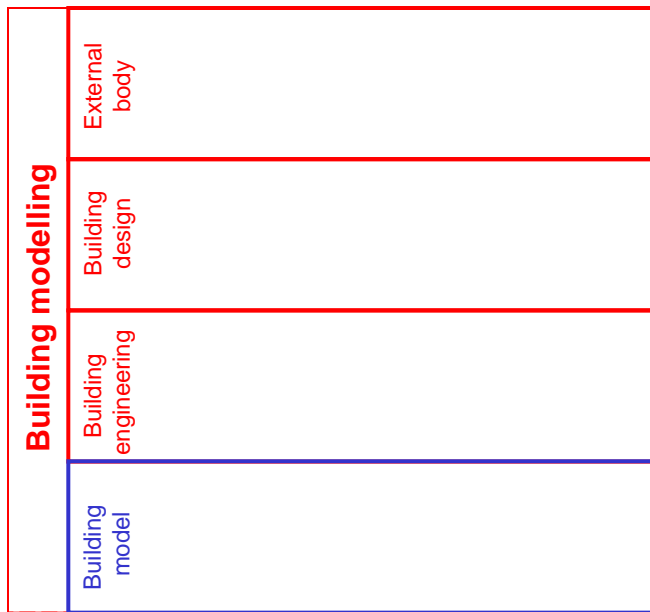 Building modelling
External
body
Building
design
Building
engineering
Building
model